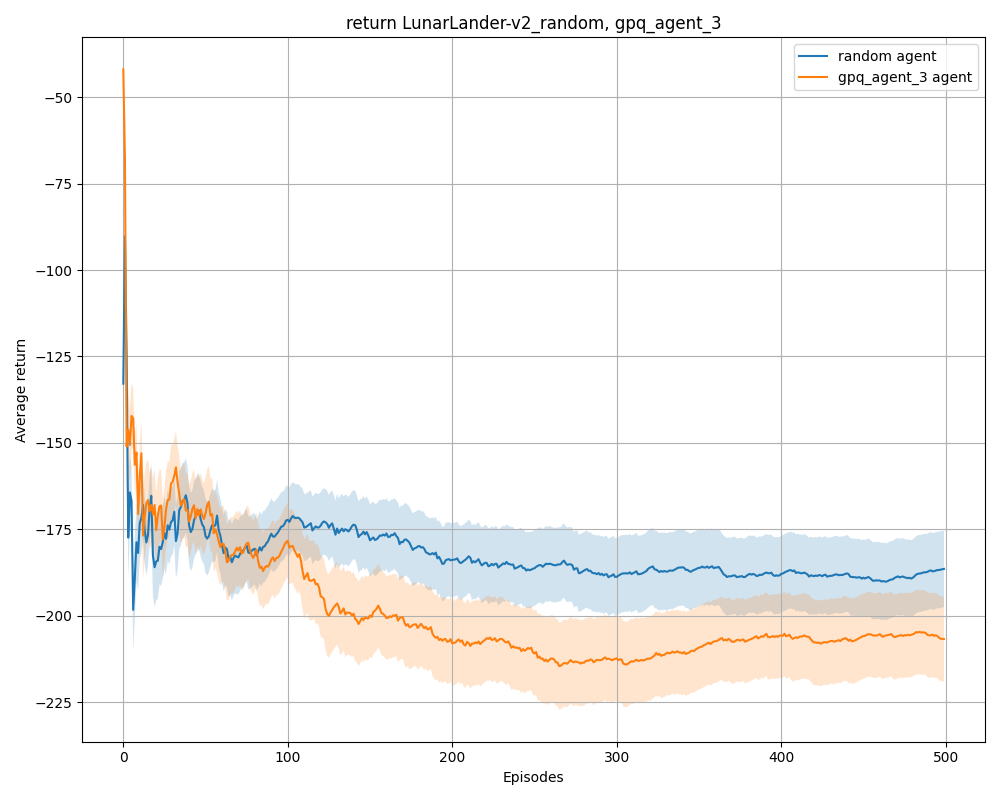 return LunarLander-v2_random, gpq_agent_3
random agent
gpq_agent_3 agent
−50
−75
−100
−125
−150
−175
−200
−225
Average return
0
100
200
300
400
500
Episodes